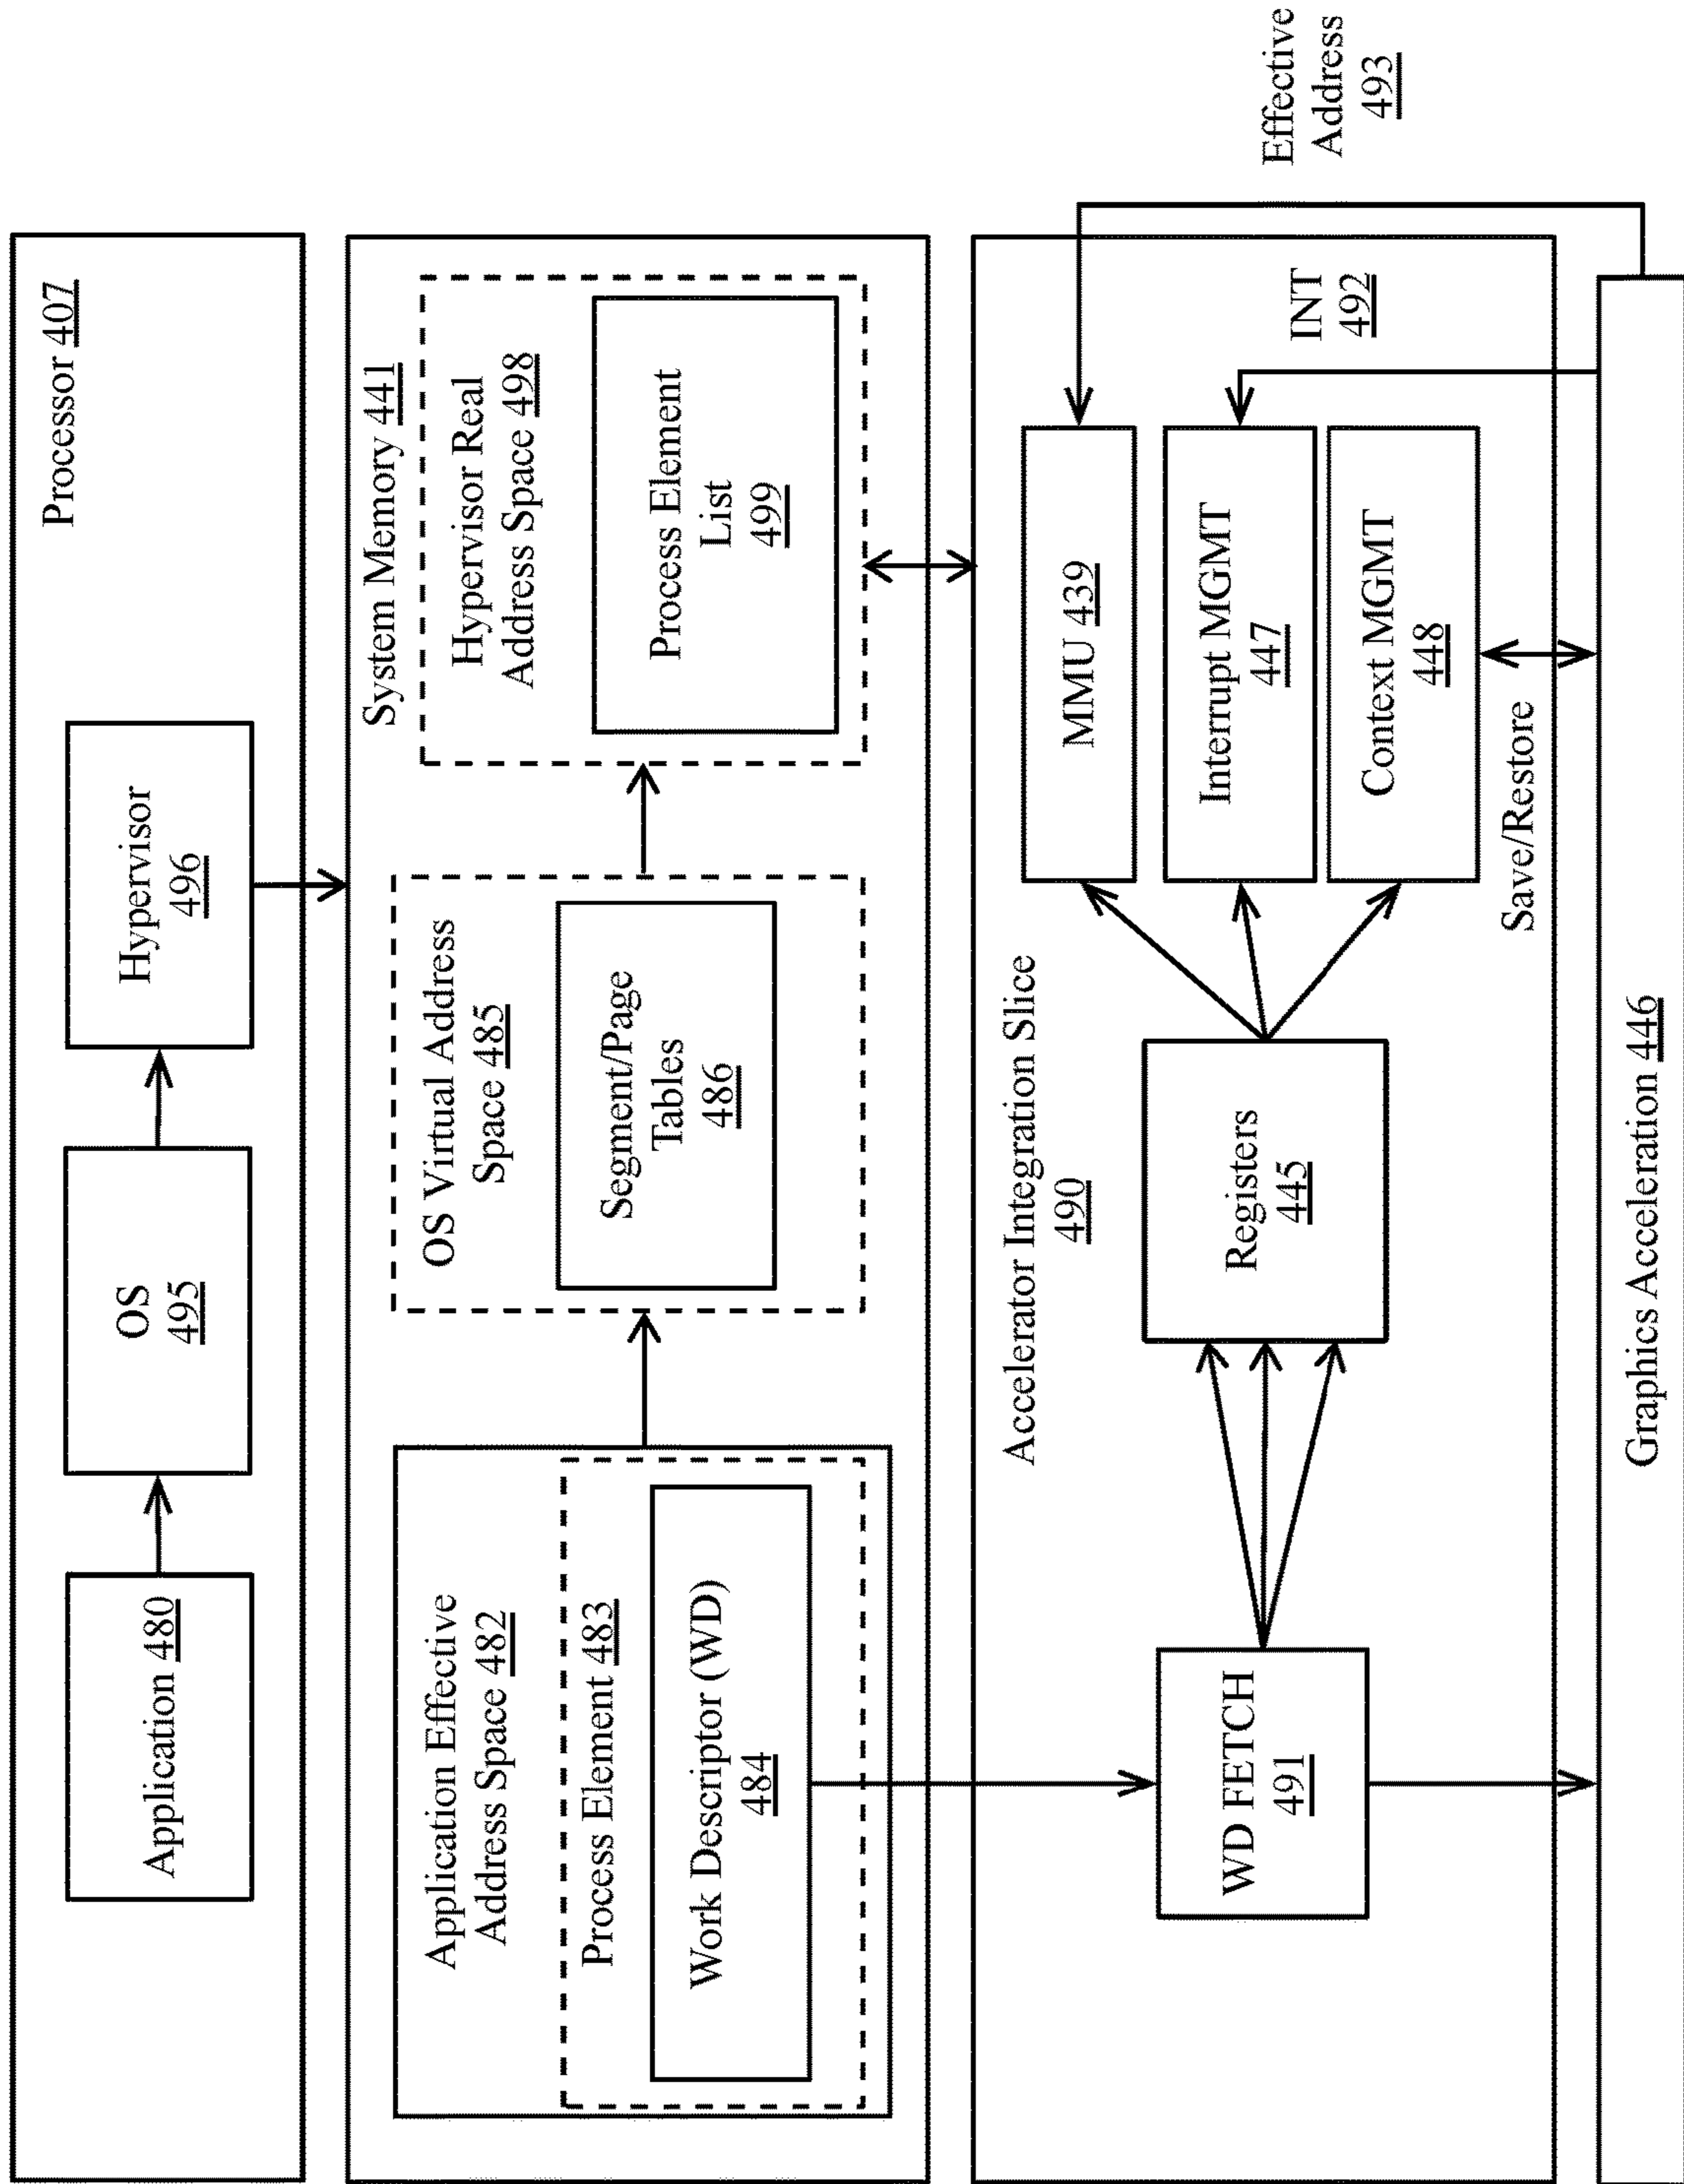 Processor 407
Application 480
OS
495
Hypervisor
496
System Memory 441
Application Effective
Address Space 482
Process Element 483
Work Descriptor (WD)
484
OS Virtual Address
Space 485
Segment/Page
Tables
486
Hypervisor Real
Address Space 498
Process Element
List
499
Accelerator Integration Slice
490
WD FETCH
491
Registers
445
MMU 439
Interrupt MGMT
447
Context MGMT
448
INT
492
Effective
Address
493
Save/Restore
Graphics Acceleration 446